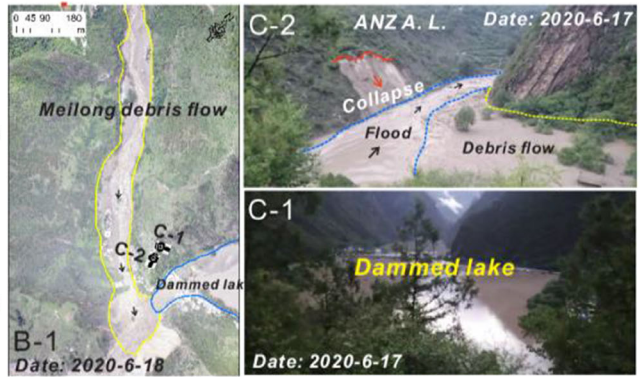 0 45 90 180
m
Meilong debris flow
C-1
C-2
Dammed lak
B-1
Date: 2020-6-18
C-2
ANZ A. L.
Date: 2020-6-17
Collapse
Flood
Debris flow
C-1
Dammed lake
Date: 2020-6-17